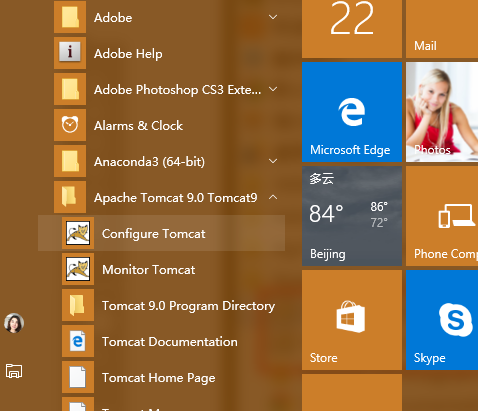 Adobe
Adobe Help
Adobe Photoshop CS3 Exte...
Alarms & Clock
Anaconda3 (64-bit)
Apache Tomcat 9.0 Tomcat9
Configure Tomcat
Monitor Tomcat
Tomcat 9.0 Program Directory
Tomcat Documentation
Tomcat Home Page
Tomcat
22
Mail
Microsoft Edge
Photos
多云
84°
86°
72°
Beijing
Phone Comp
Store
Skype